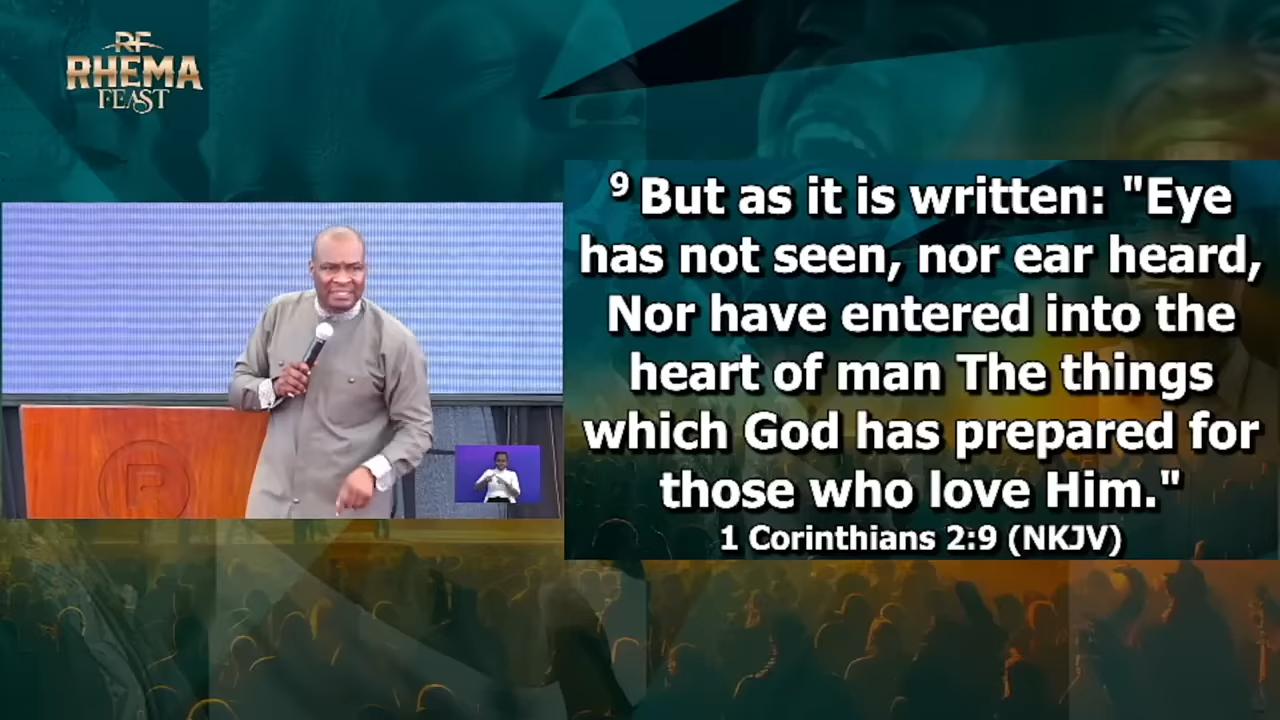 RF
RHEMA
FEAST
9 But as it is written: "Eye
has not seen, nor ear heard,
Nor have entered into the
heart of man The things
which God has prepared for
those who love Him."
1 Corinthians 2:9 (NKJV)
R